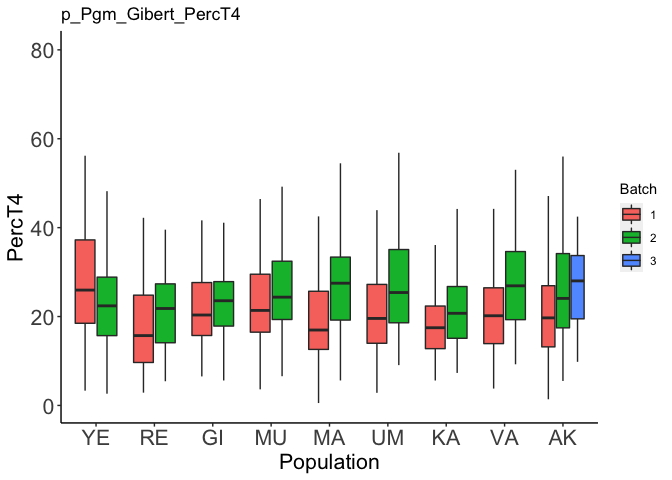 p_Pgm_Gibert_PercT4
80
60
40
20
0
PercT4
YE RE GI MU MA UM KA VA AK
Population
Batch
1
2
3